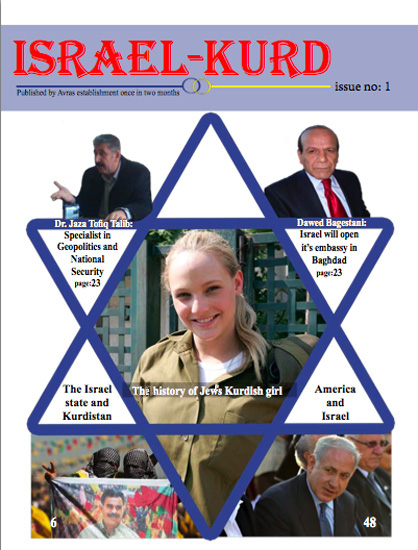 ISRAEL-KURD
Published by Avras establishment once in two months
issue no: 1
Dr. Jaza Tofiq Talib:
Specialist in
Geopolitics and
National
Security
page:23
Dawed Bagestani:
Israel will open
it's embassy in
Baghdad
page:23
The history of Jews Kurdish girl
The Israel
state and
Kurdistan
America
and
Israel
6
48